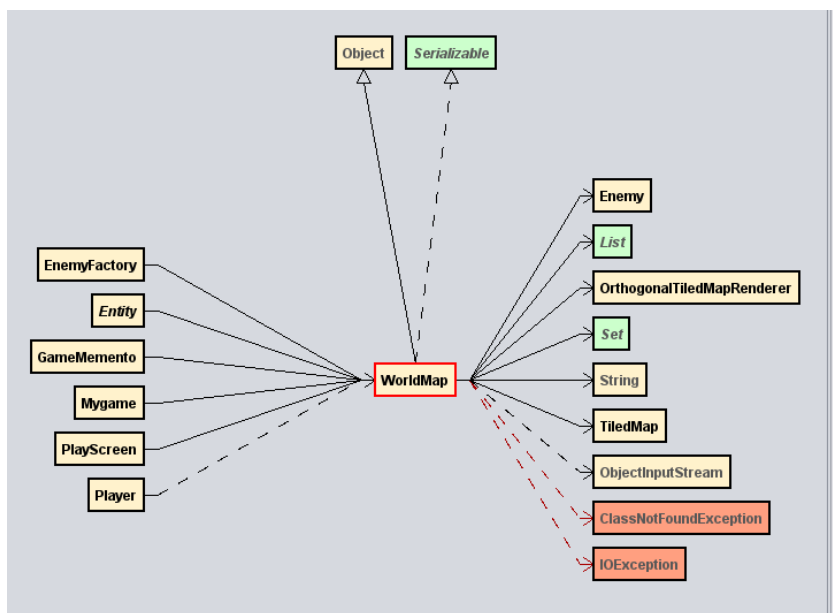 Object
Serializable
Enemy
List
EnemyFactory
OrthogonalTiledMapRenderer
Entity
Set
GameMemento
WorldMap
String
Mygame
TiledMap
PlayScreen
ObjectInputStream
Player
ClassNotFoundException
IOException